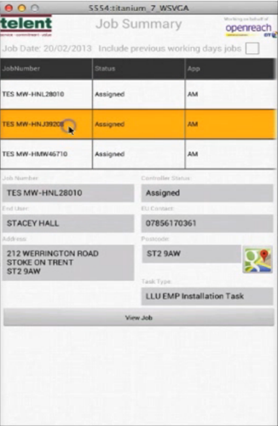 5554:titanium_7_WSVGA
telent
Job Summary
Working on behalf of
openreach
Job Date: 20/02/2013 Include previous working days jobs
JobNumber Status App
TES MW-HNL28010 Assigned AM
TES MW-HNJ39200 Assigned AM
TES MW-HMW46710 Assigned AM
Job Number Controller Status
TES MW-HNL28010 Assigned
End User EU Contact
STACEY HALL 07856170361
Address Postcode
212 WERRINGTON ROAD ST2 9AW
STOKE ON TRENT
ST2 9AW
Task Type
LLU EMP Installation Task
View Job